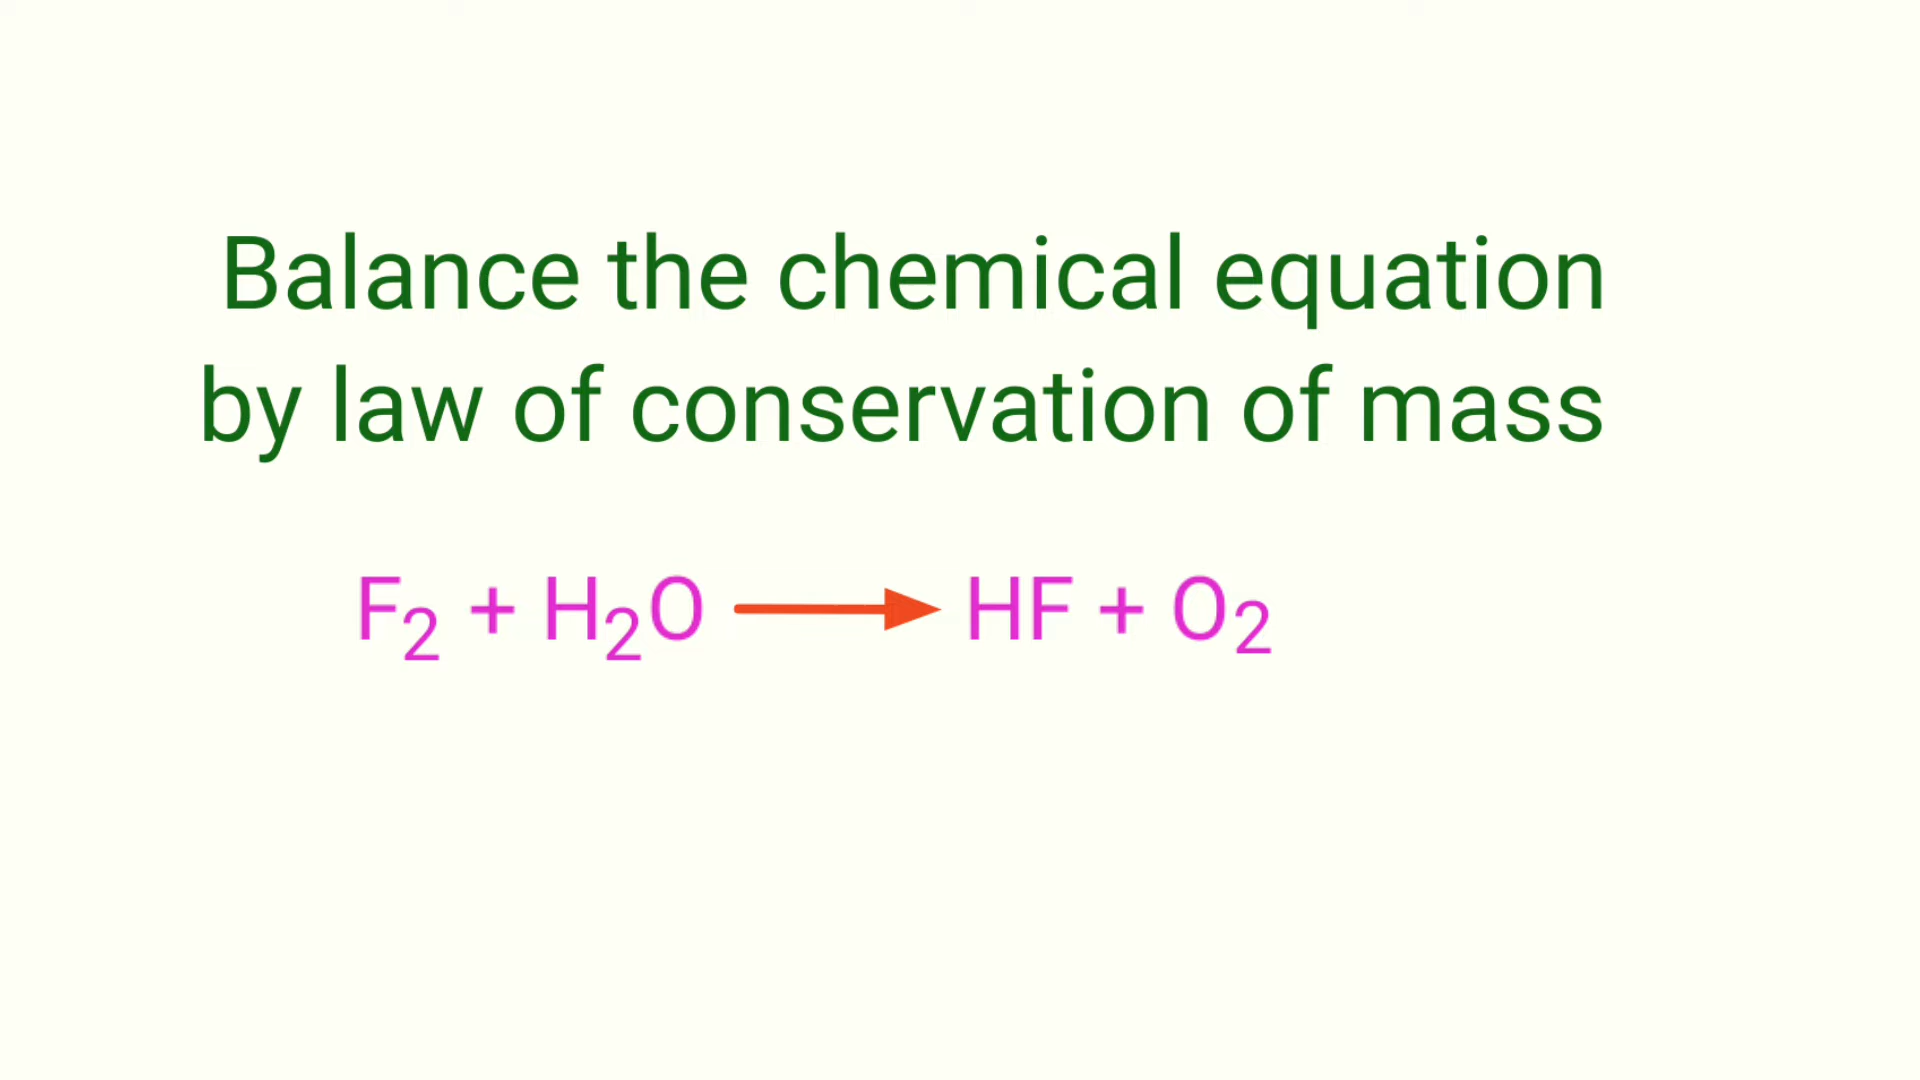 Balance the chemical equation
by law of conservation of mass
F₂ + H₂O ⟶ HF + O₂